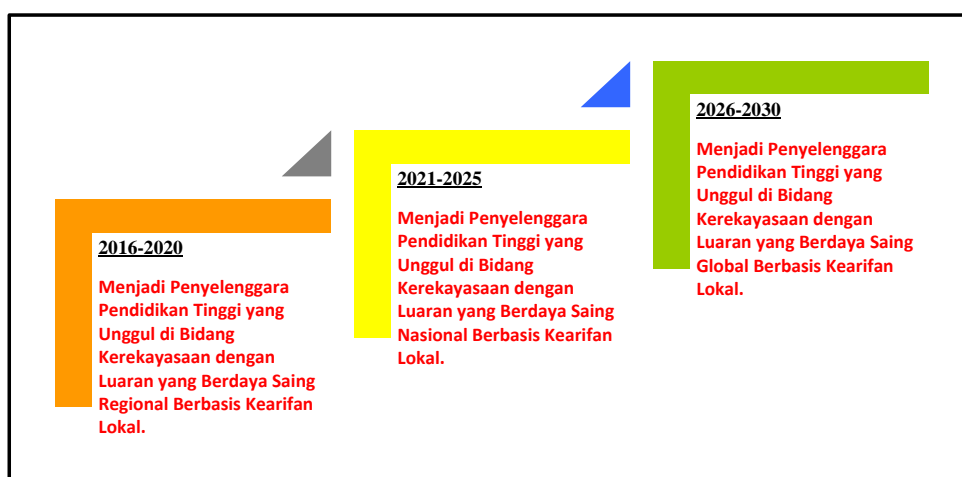 2016-2020
Menjadi Penyelenggara
Pendidikan Tinggi yang
Unggul di Bidang
Kerekayasaan dengan
Luaran yang Berdaya Saing
Regional Berbasis Kearifan
Lokal.
2021-2025
Menjadi Penyelenggara
Pendidikan Tinggi yang
Unggul di Bidang
Kerekayasaan dengan
Luaran yang Berdaya Saing
Nasional Berbasis Kearifan
Lokal.
2026-2030
Menjadi Penyelenggara
Pendidikan Tinggi yang
Unggul di Bidang
Kerekayasaan dengan
Luaran yang Berdaya Saing
Global Berbasis Kearifan
Lokal.